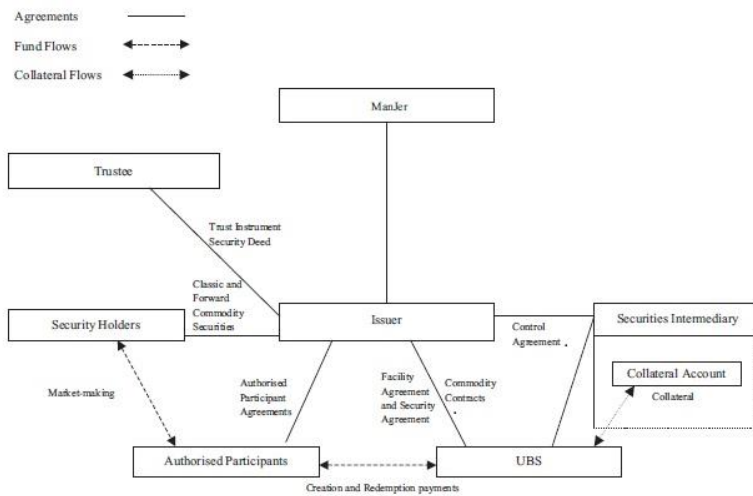 Agreements
Fund Flows
Collateral Flows
ManJer
Trustee
Trust Instrument
Security Deed
Classic and
Forward
Commodity
Securities
Security Holders
Issuer
Securities Intermediary
Control
Agreement
Collateral Account
Collateral
Market-making
Authorised
Participant
Agreements
Facility
Agreement
and Security
Agreement
Commodity
Contracts
Authorised Participants
UBS
Creation and Redemption payments